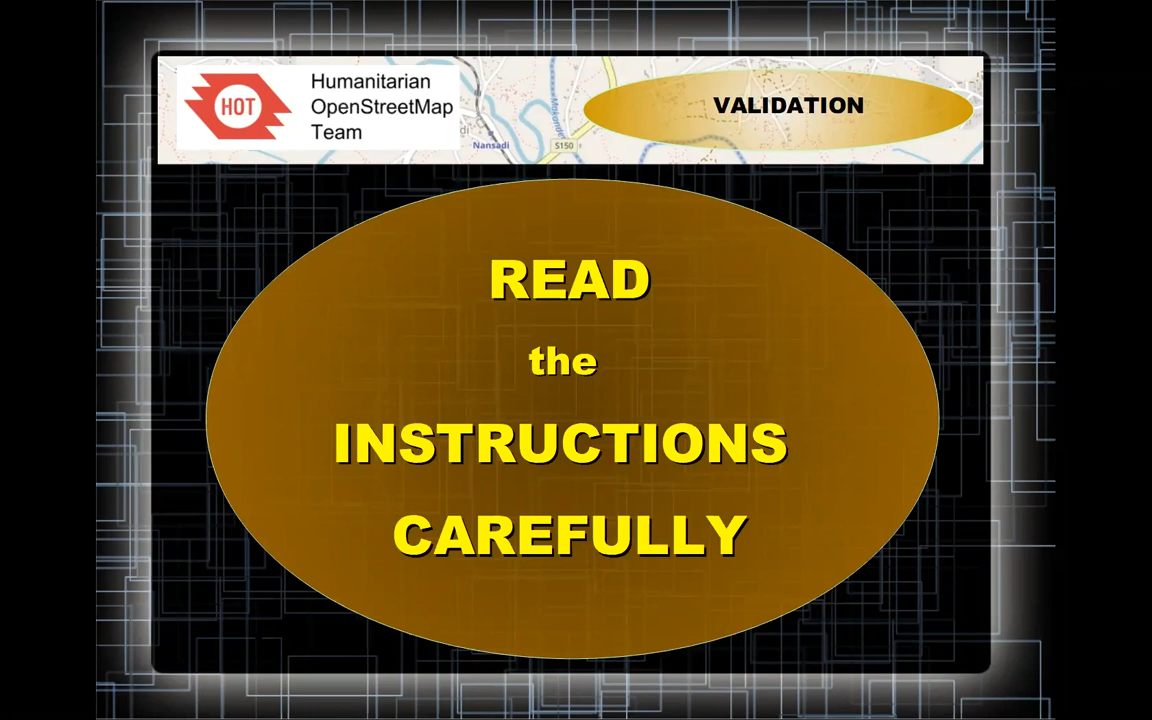 HOT
Humanitarian
OpenStreetMap
Team
VALIDATION
Nansadi
S150
READ
the
INSTRUCTIONS
CAREFULLY